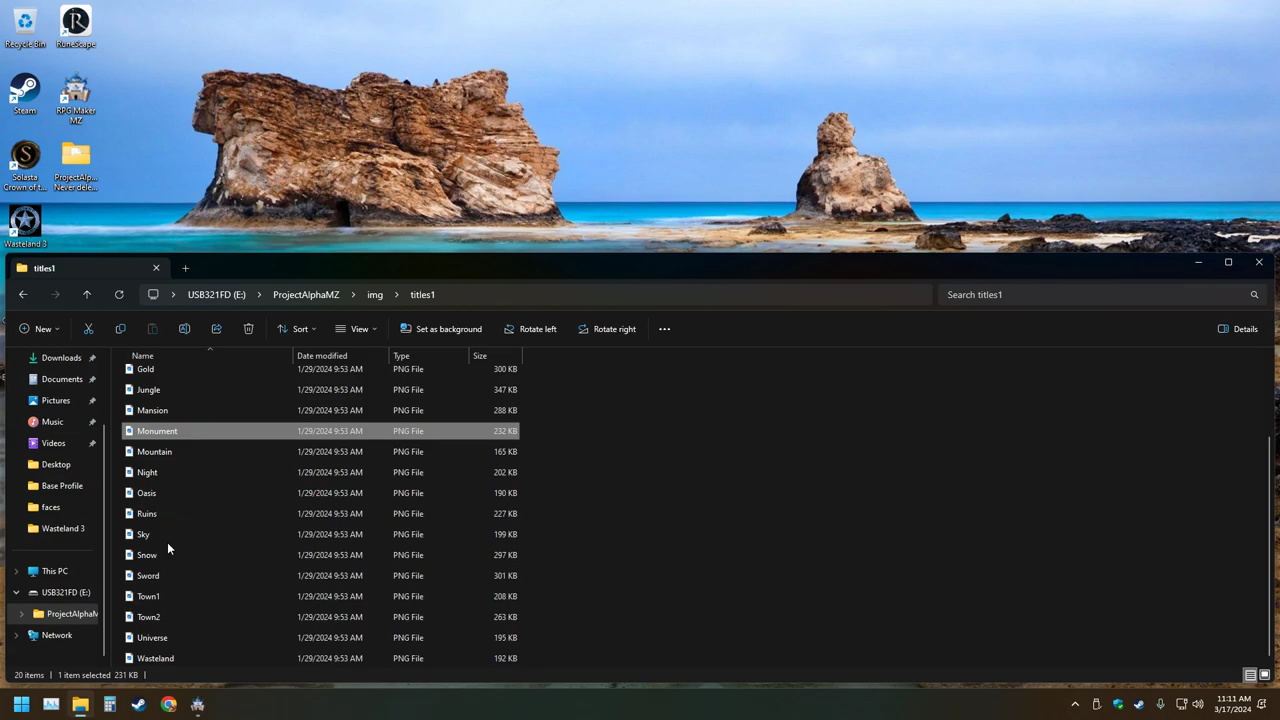 Recycle Bin
RuneScape
Steam
RPG Maker
MZ
Solasta
Crown of t...
ProjectAlp...
Never dele...
Wasteland 3
titles1
USB321FD (E:) > ProjectAlphaMZ > img > titles1
Search titles1
New
Sort
View
Set as background
Rotate left
Rotate right
Details
Name Date modified Type Size
Gold 1/29/2024 9:53 AM PNG File 300 KB
Jungle 1/29/2024 9:53 AM PNG File 347 KB
Mansion 1/29/2024 9:53 AM PNG File 288 KB
Monument 1/29/2024 9:53 AM PNG File 232 KB
Mountain 1/29/2024 9:53 AM PNG File 165 KB
Night 1/29/2024 9:53 AM PNG File 202 KB
Oasis 1/29/2024 9:53 AM PNG File 190 KB
Ruins 1/29/2024 9:53 AM PNG File 227 KB
Sky 1/29/2024 9:53 AM PNG File 199 KB
Snow 1/29/2024 9:53 AM PNG File 297 KB
Sword 1/29/2024 9:53 AM PNG File 301 KB
Town1 1/29/2024 9:53 AM PNG File 208 KB
Town2 1/29/2024 9:53 AM PNG File 263 KB
Universe 1/29/2024 9:53 AM PNG File 195 KB
Wasteland 1/29/2024 9:53 AM PNG File 192 KB
Downloads
Documents
Pictures
Music
Videos
Desktop
Base Profile
faces
Wasteland 3
This PC
USB321FD (E:)
ProjectAlphaM
Network
20 items 1 item selected 231 KB
11:11 AM
3/17/2024